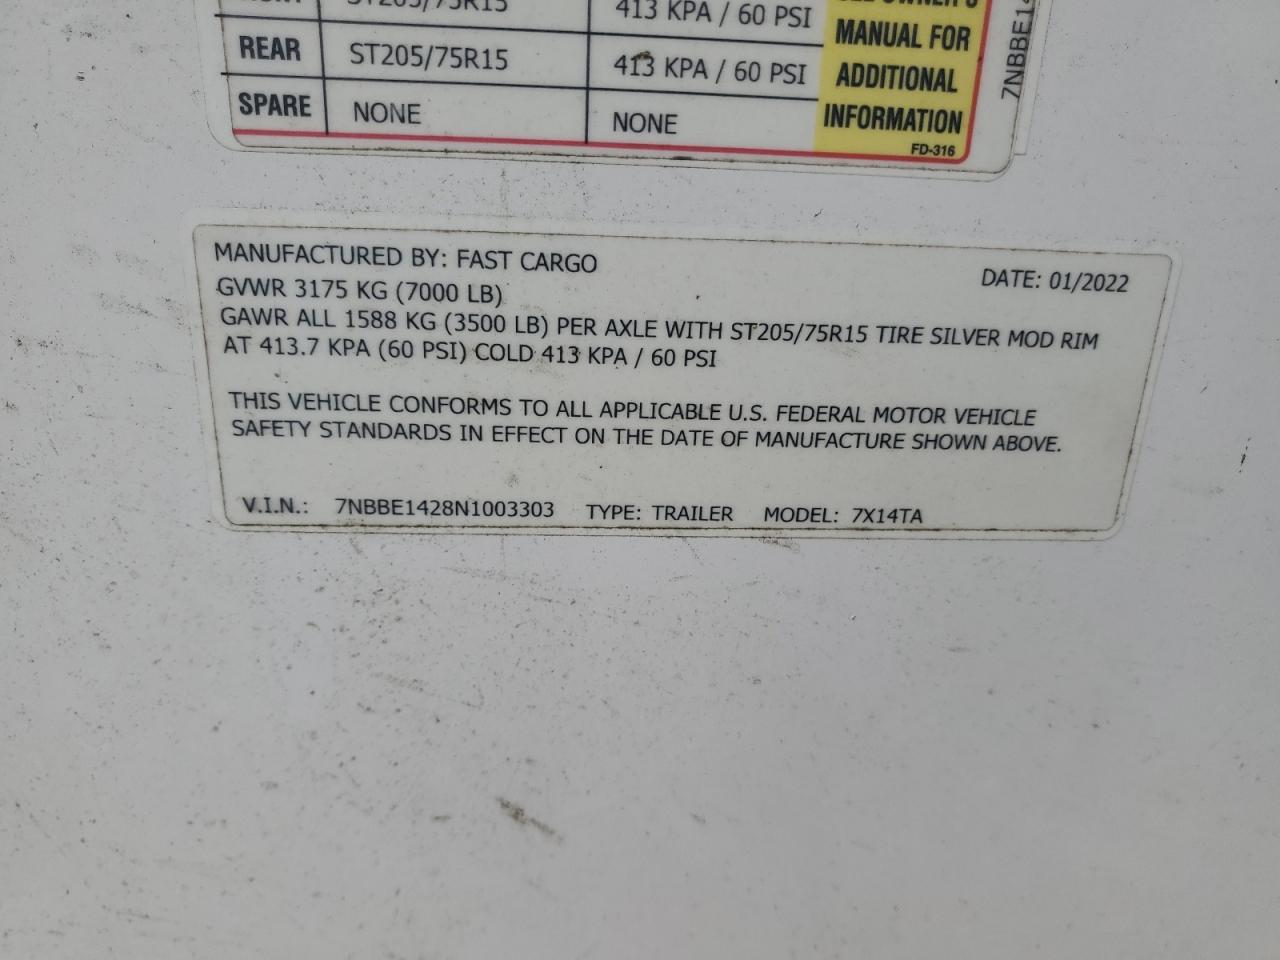 ST205/75R15 413 KPA / 60 PSI
REAR ST205/75R15 413 KPA / 60 PSI
SPARE NONE NONE
MANUAL FOR
ADDITIONAL
INFORMATION
FD-316
7NBBE14
MANUFACTURED BY: FAST CARGO DATE: 01/2022
GVWR 3175 KG (7000 LB)
GAWR ALL 1588 KG (3500 LB) PER AXLE WITH ST205/75R15 TIRE SILVER MOD RIM
AT 413.7 KPA (60 PSI) COLD 413 KPA / 60 PSI
THIS VEHICLE CONFORMS TO ALL APPLICABLE U.S. FEDERAL MOTOR VEHICLE
SAFETY STANDARDS IN EFFECT ON THE DATE OF MANUFACTURE SHOWN ABOVE.
V.I.N.: 7NBBE1428N1003303 TYPE: TRAILER MODEL: 7X14TA